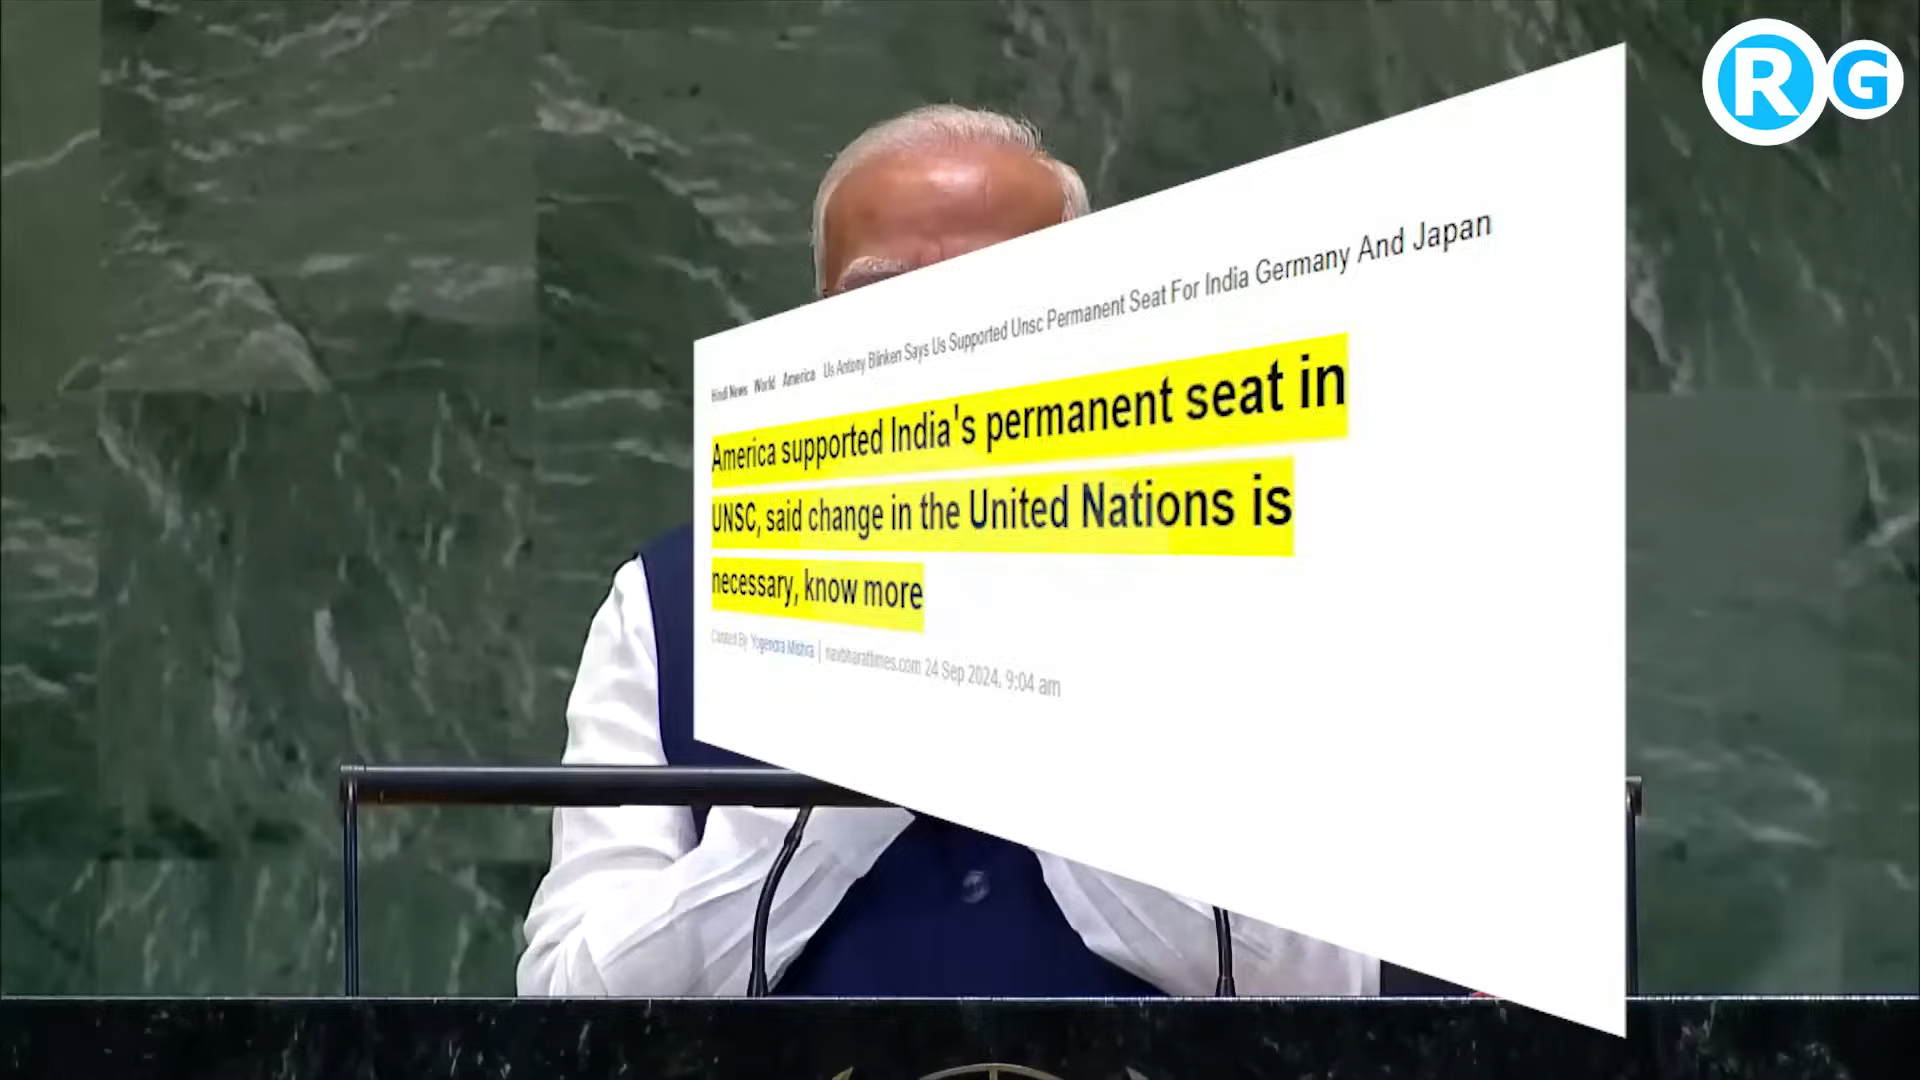 RG
Hindi News World America Us Antony Blinken Says Us Supported Unsc Permanent Seat For India Germany And Japan
America supported India's permanent seat in
UNSC, said change in the United Nations is
necessary, know more
Curated By Yogendra Mishra | navbharattimes.com 24 Sep 2024, 9:04 am